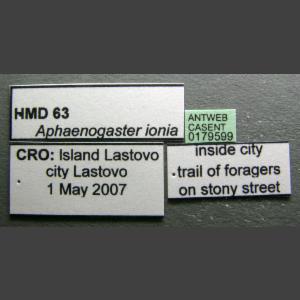 HMD 63
Aphaenogaster ionia
ANTWEB
CASENT
0179599
CRO: Island Lastovo
city Lastovo
1 May 2007
inside city
trail of foragers
on stony street